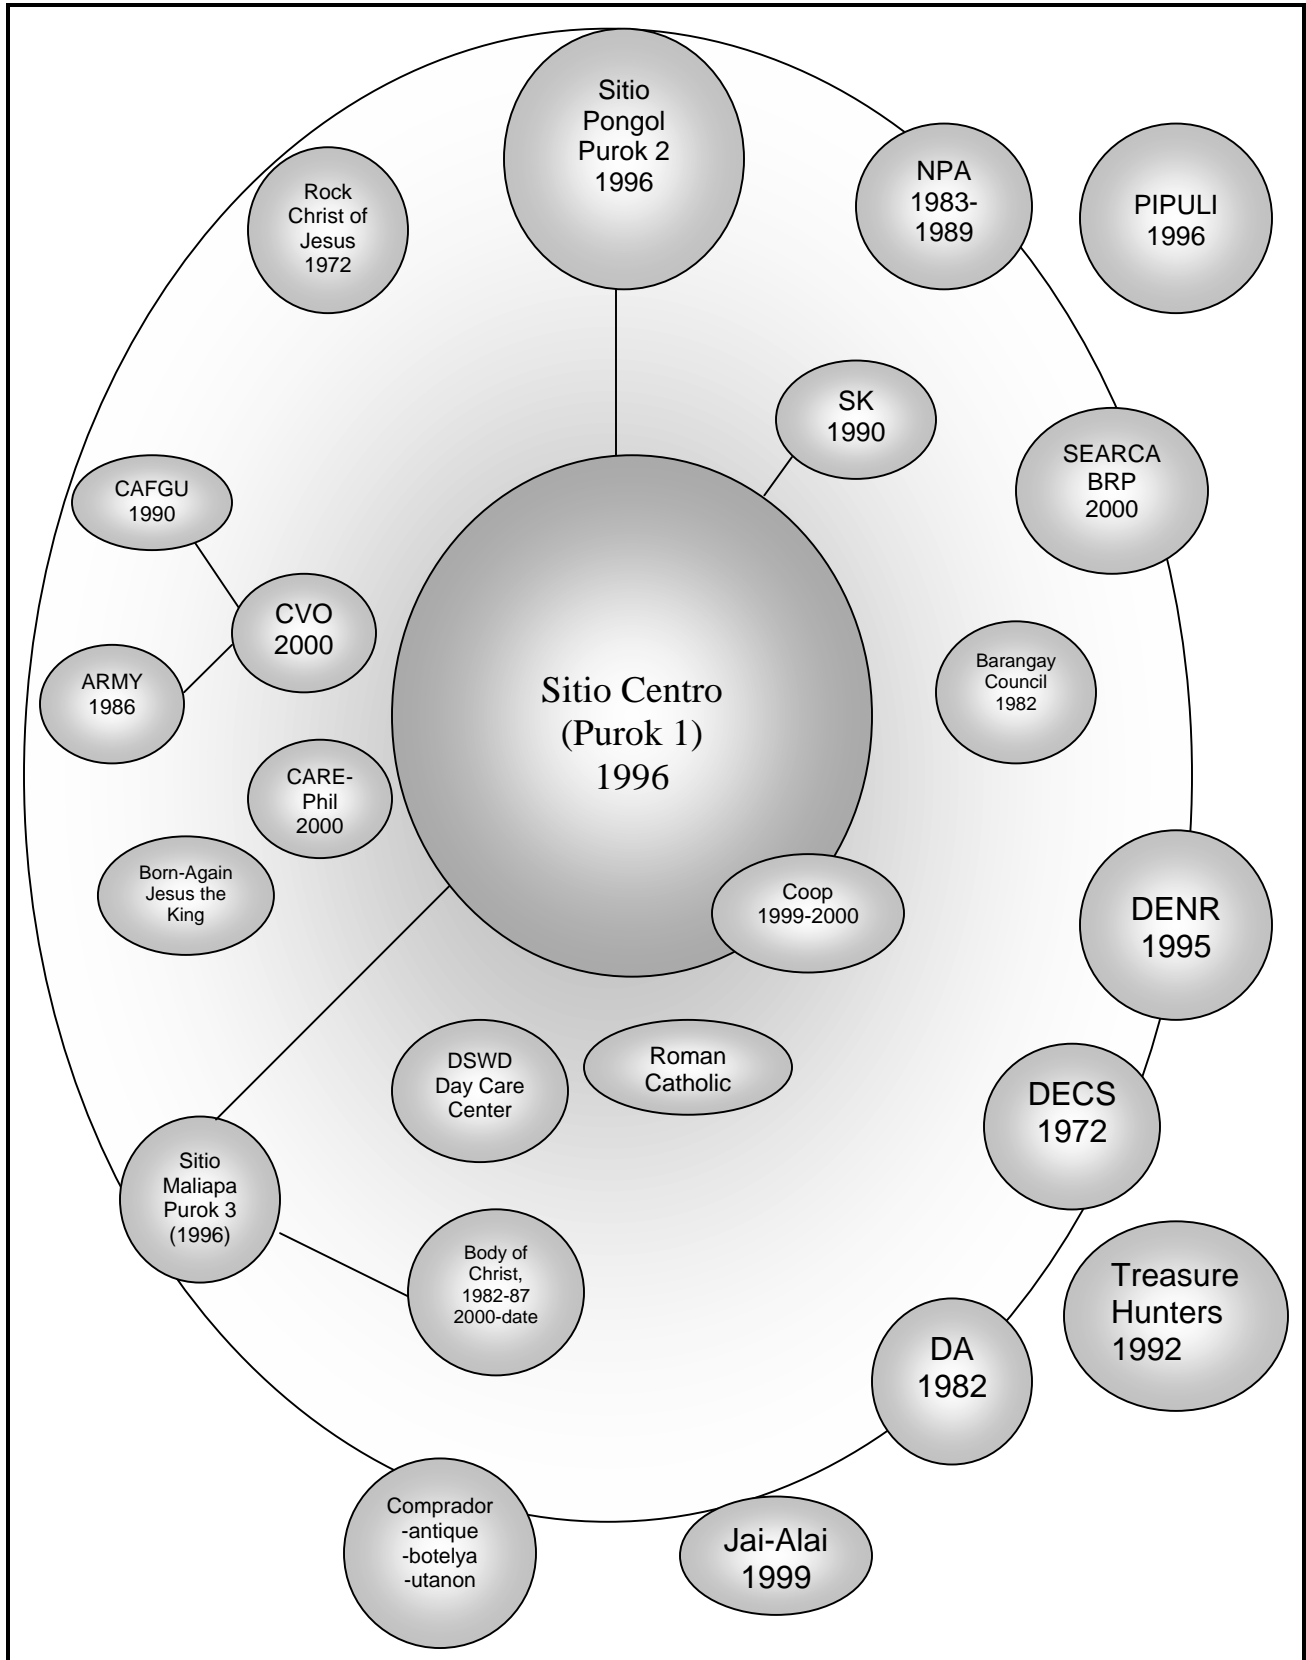 Sitio
Pongol
Purok 2
1996
NPA
1983-
1989
PIPULI
1996
Rock
Christ of
Jesus
1972
SK
1990
SEARCA
BRP
2000
CAFGU
1990
CVO
2000
ARMY
1986
Barangay
Council
1982
Sitio Centro
(Purok 1)
1996
CARE-
Phil
2000
Born-Again
Jesus the
King
Coop
1999-2000
DENR
1995
DSWD
Day Care
Center
Roman
Catholic
DECS
1972
Sitio
Maliapa
Purok 3
(1996)
Body of
Christ,
1982-87
2000-date
Treasure
Hunters
1992
DA
1982
Comprador
-antique
-botelya
-utanon
Jai-Alai
1999